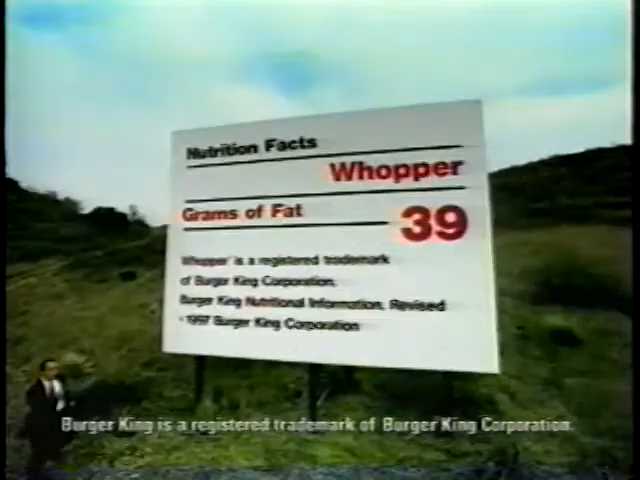 Nutrition Facts
Whopper
Grams of Fat
39
Whopper is a registered trademark
of Burger King Corporation.
Burger King Nutritional Information. Revised
1997 Burger King Corporation
Burger King is a registered trademark of Burger King Corporation.